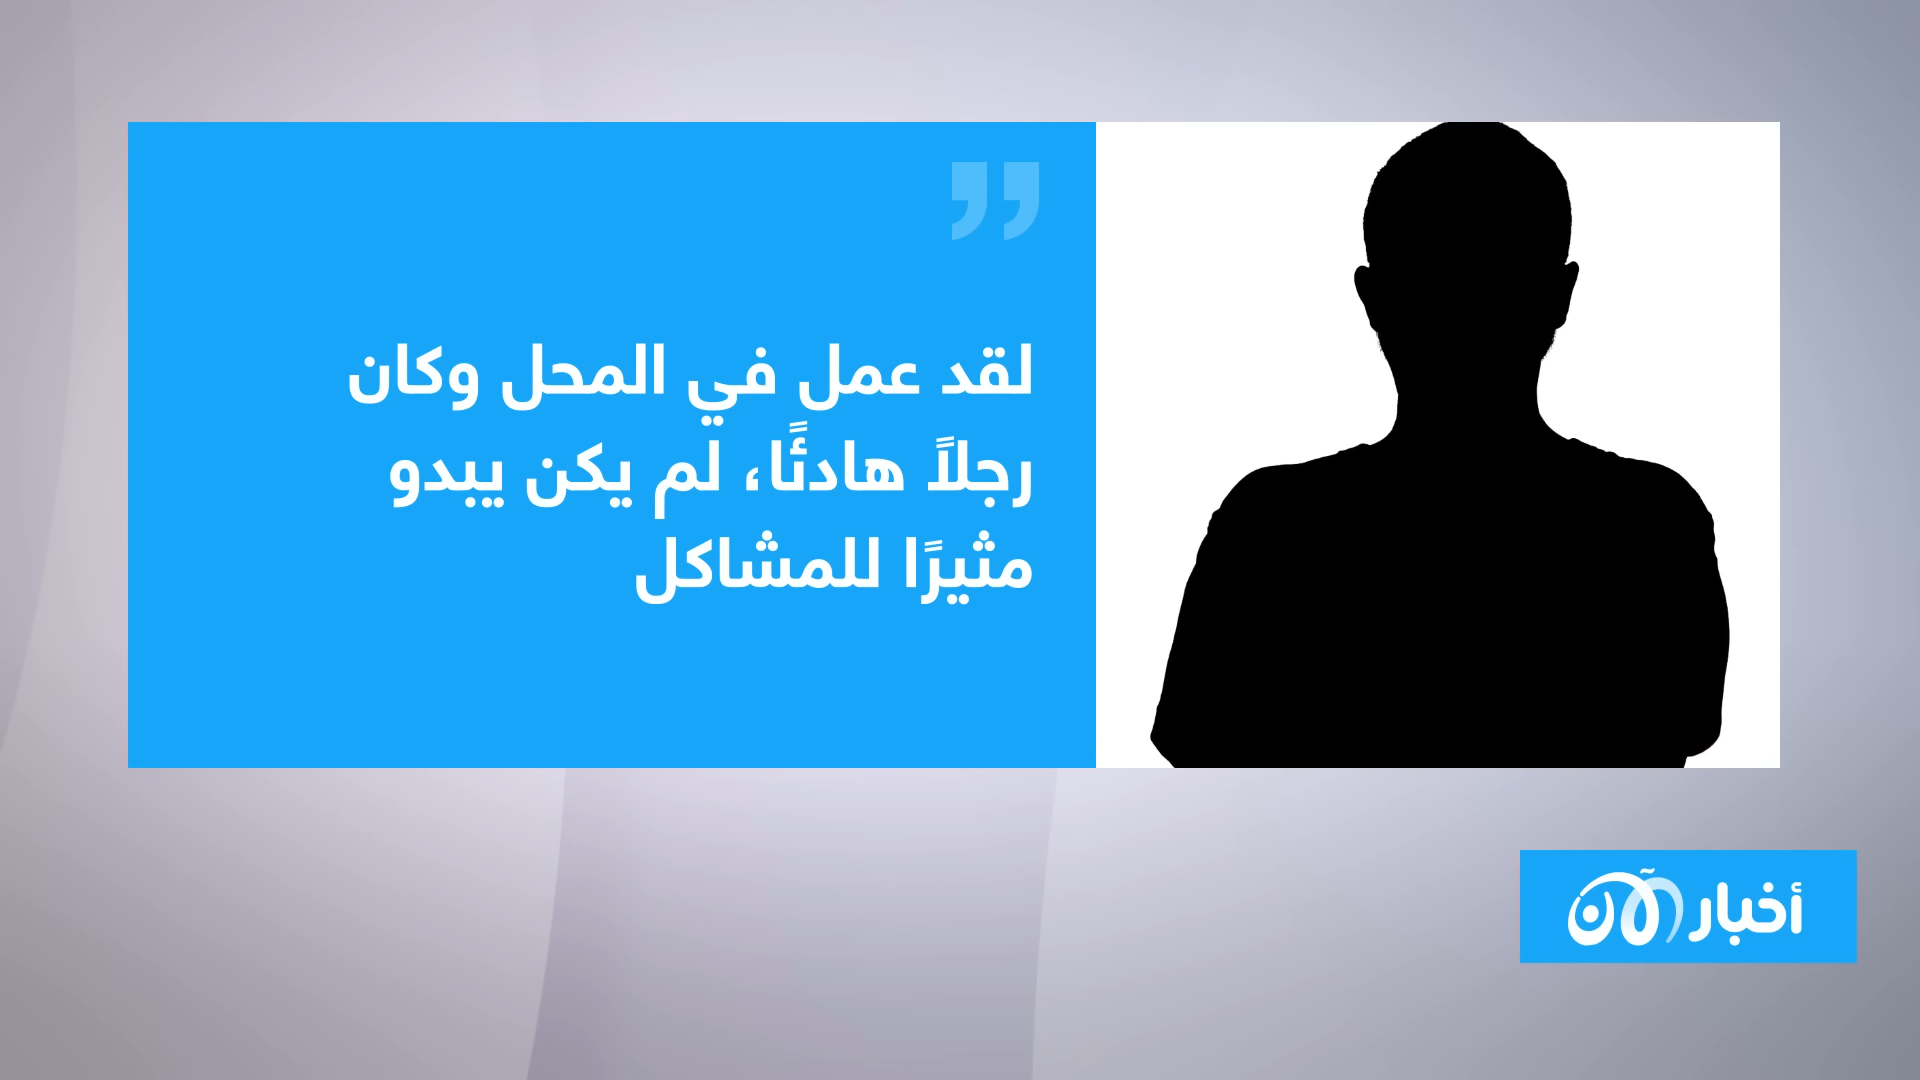 لقد عمل في المحل وكان
رجلاً هادئًا، لم يكن يبدو
مثيرًا للمشاكل
أخبار الآن